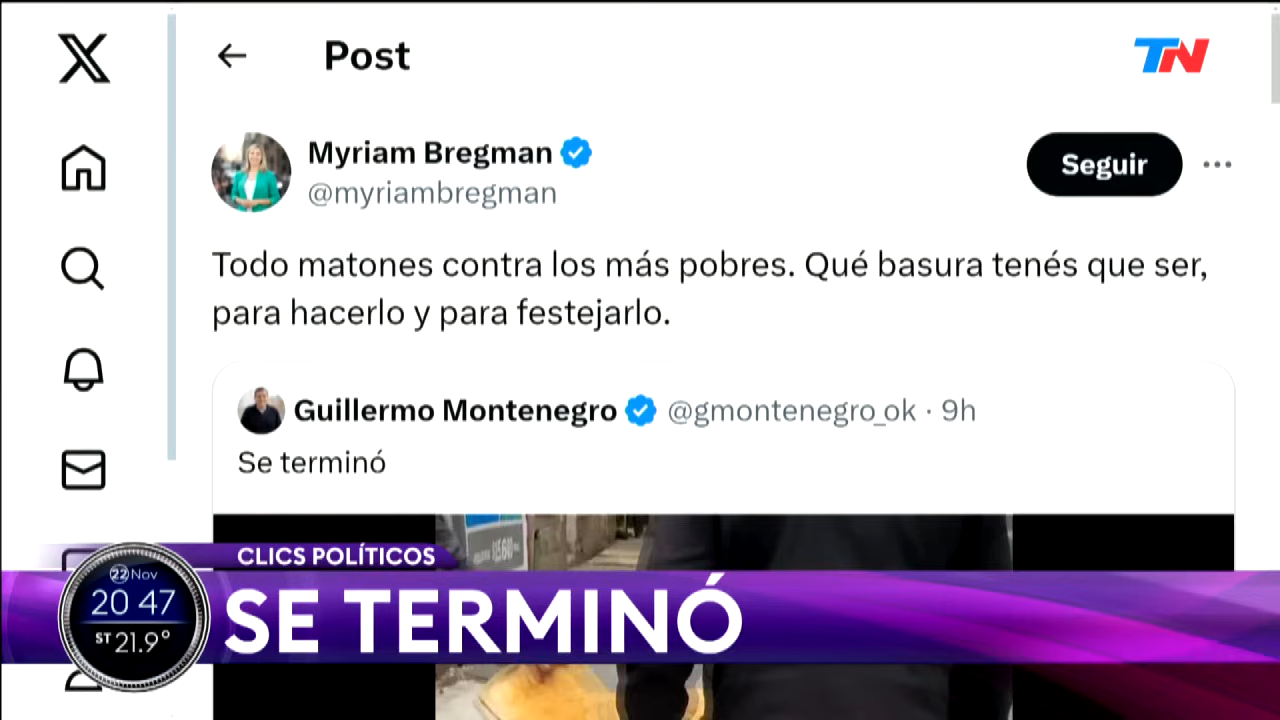 Post
TN
Myriam Bregman
@myriambregman
Seguir
Todo matones contra los más pobres. Qué basura tenés que ser,
para hacerlo y para festejarlo.
Guillermo Montenegro @gmontenegro_ok · 9h
Se terminó
CLICS POLÍTICOS
22 Nov
20 47
ST 21.9°
SE TERMINÓ